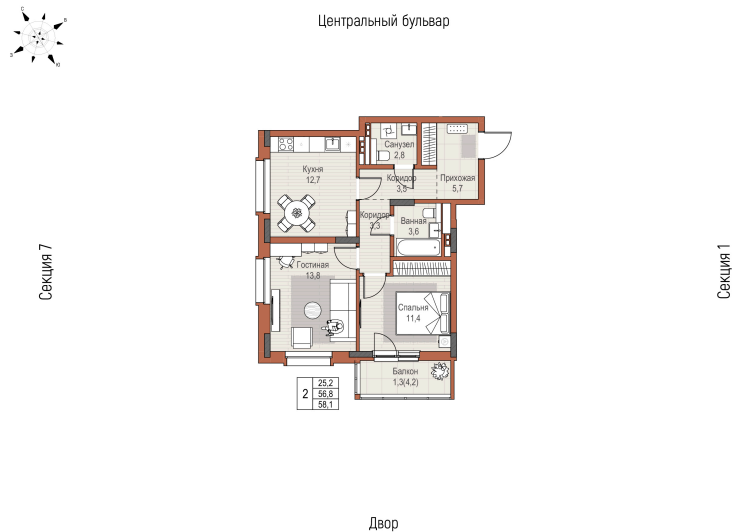 С
В
З
Ю
Центральный бульвар
Санузел
2,8
Кухня
12,7
Коридор
3,5
Прихожая
5,7
Коридор
3,3
Ванная
3,6
Гостиная
13,8
Спальня
11,4
Балкон
1,3(4,2)
2
25,2
56,8
58,1
Секция 7
Секция 1
Двор